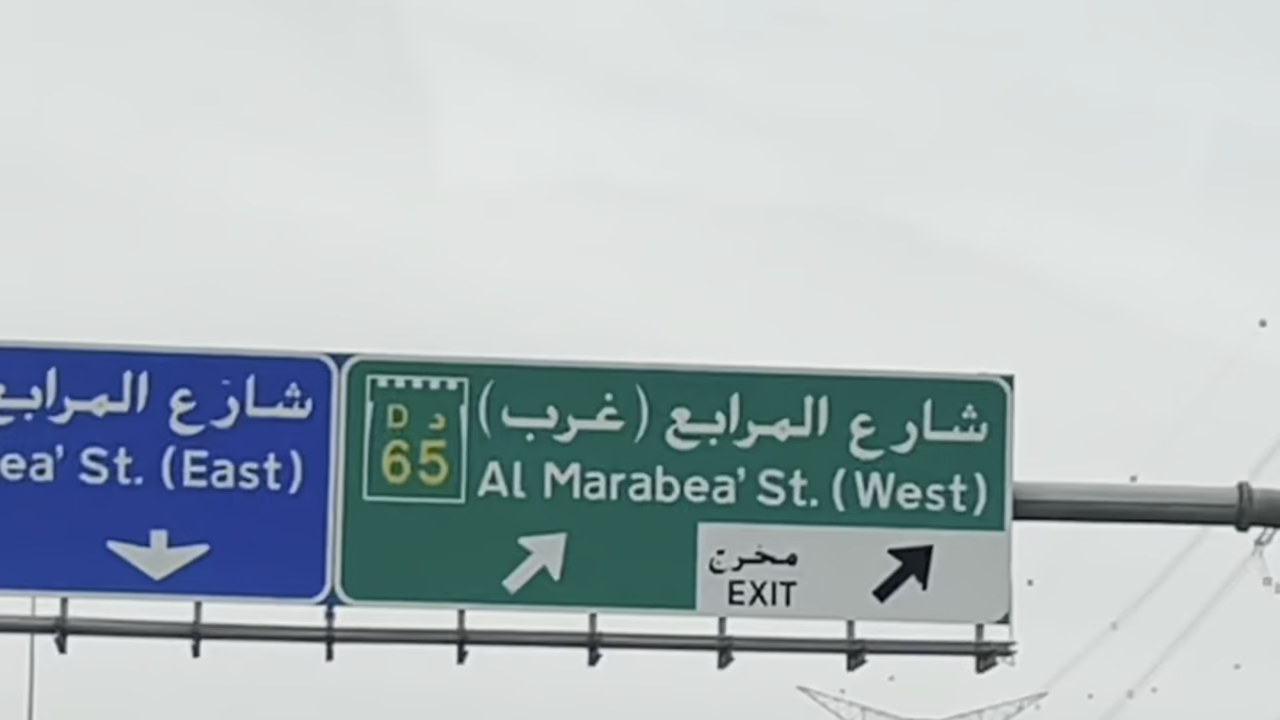 شارع المرابع
ea' St. (East)
D د
65
شارع المرابع (غرب)
Al Marabea' St. (West)
مخرج
EXIT